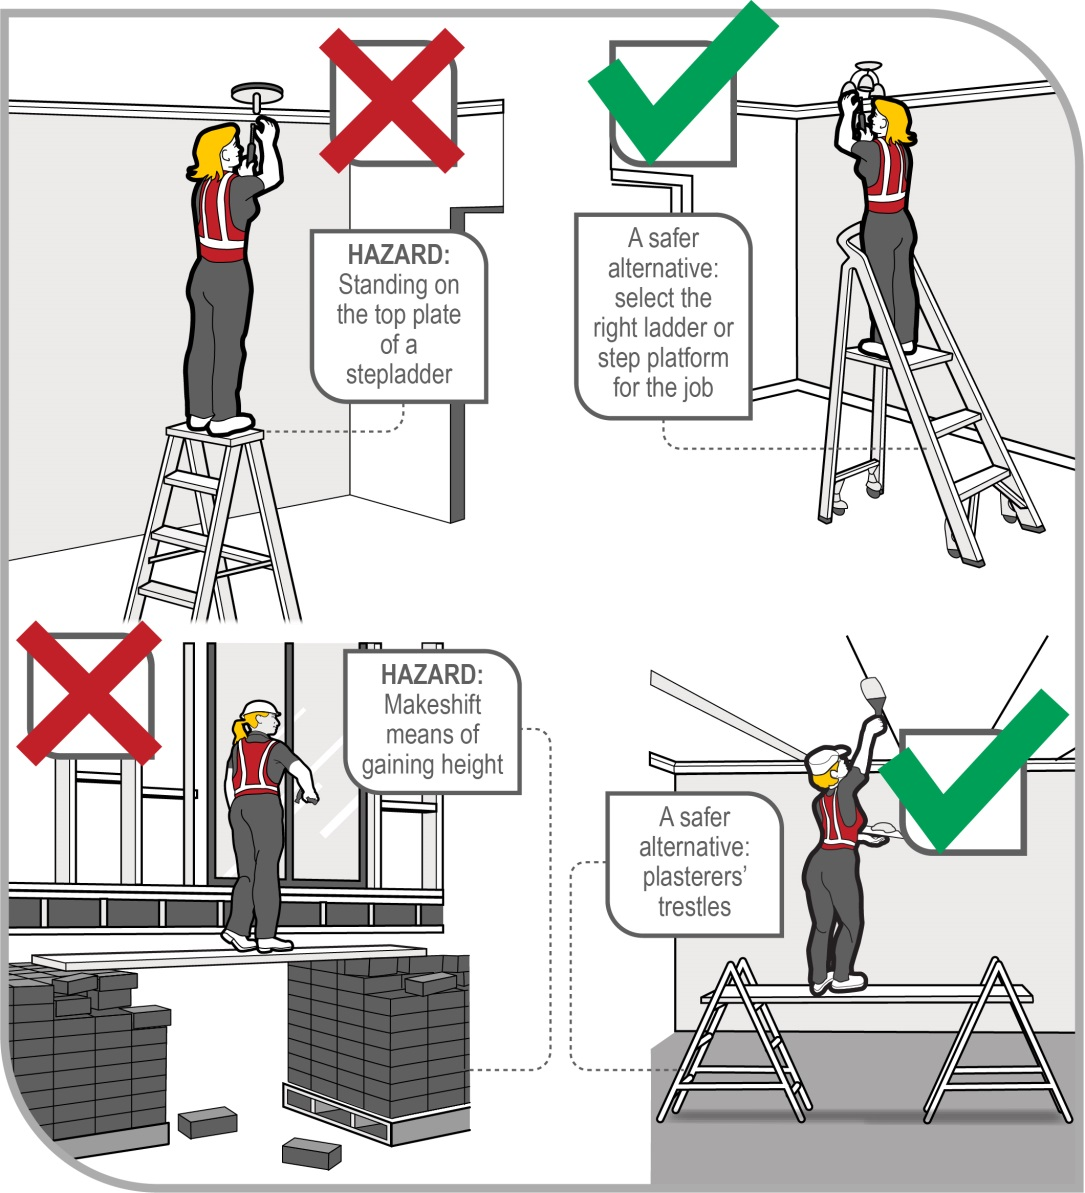 HAZARD:
Standing on
the top plate
of a
stepladder
A safer
alternative:
select the
right ladder or
step platform
for the job
HAZARD:
Makeshift
means of
gaining height
A safer
alternative:
plasterers’
trestles